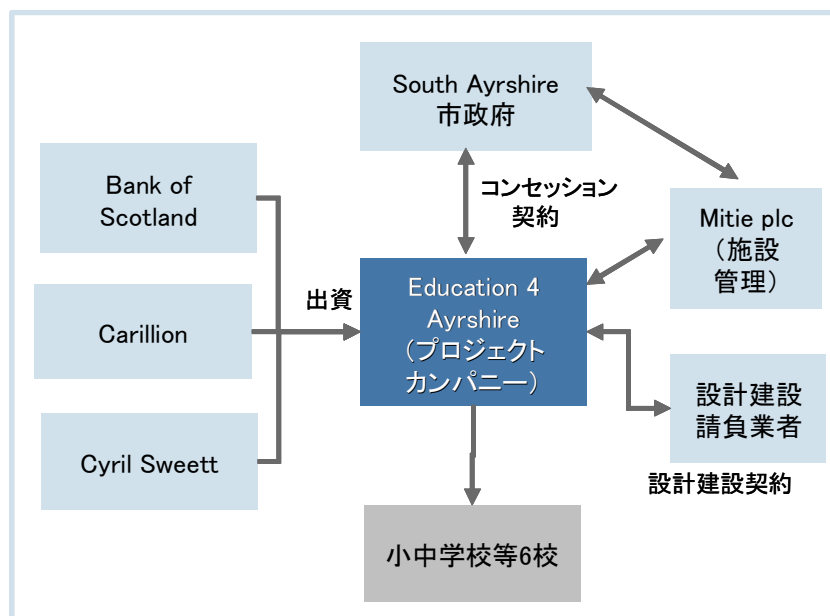 South Ayrshire
市政府
Bank of
Scotland
コンセッション
契約
Mitie plc
（施設
管理）
出資
Education 4
Ayrshire
（プロジェクト
カンパニー）
Carillion
設計建設
請負業者
Cyril Sweett
設計建設契約
小中学校等6校